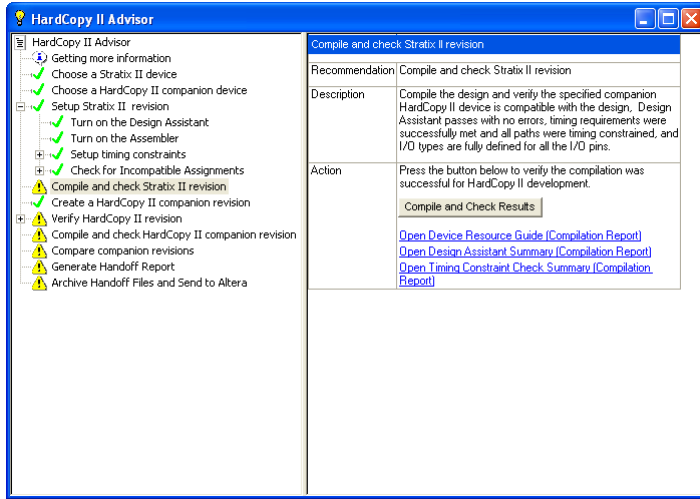 HardCopy II Advisor
HardCopy II Advisor
Getting more information
Choose a Stratix II device
Choose a HardCopy II companion device
Setup Stratix II revision
Turn on the Design Assistant
Turn on the Assembler
Setup timing constraints
Check for Incompatible Assignments
Compile and check Stratix II revision
Create a HardCopy II companion revision
Verify HardCopy II revision
Compile and check HardCopy II companion revision
Compare companion revisions
Generate Handoff Report
Archive Handoff Files and Send to Altera
Compile and check Stratix II revision
Recommendation Compile and check Stratix II revision
Description Compile the design and verify the specified companion
HardCopy II device is compatible with the design, Design
Assistant passes with no errors, timing requirements were
successfully met and all paths were timing constrained, and
I/O types are fully defined for all the I/O pins.
Action Press the button below to verify the compilation was
successful for HardCopy II development.
Compile and Check Results
Open Device Resource Guide (Compilation Report)
Open Design Assistant Summary (Compilation Report)
Open Timing Constraint Check Summary (Compilation
Report)